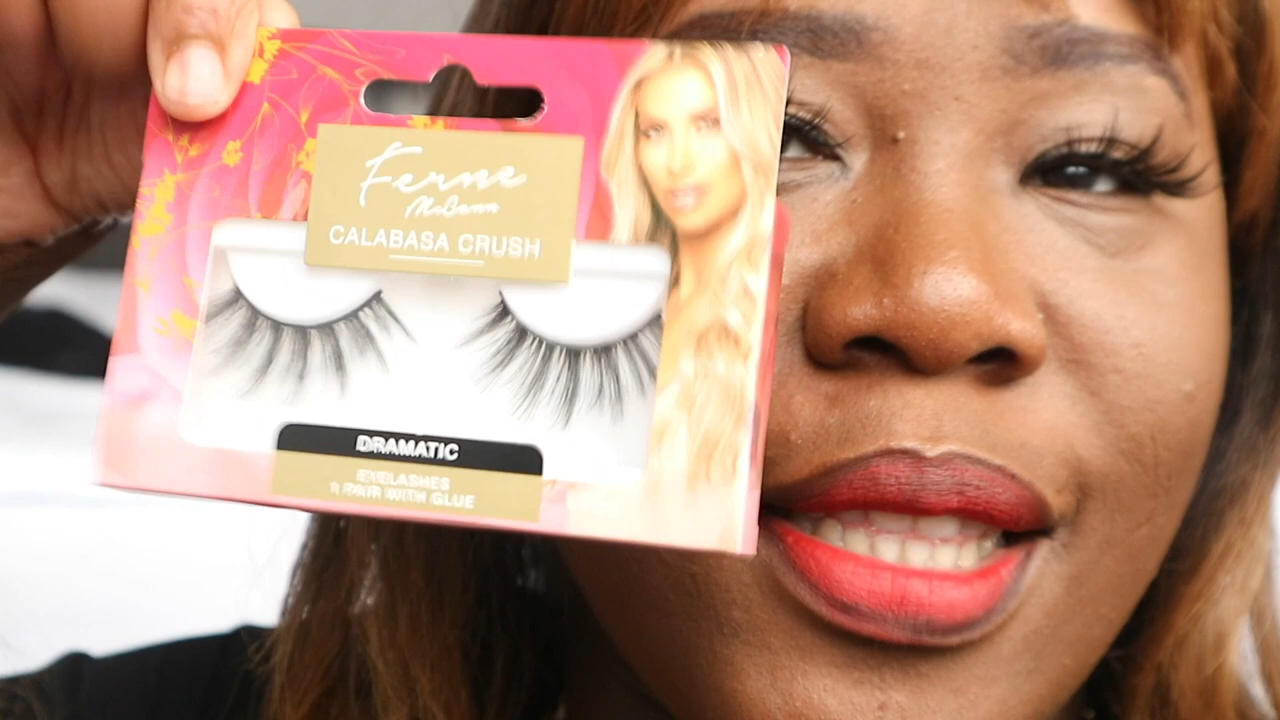 Ferne
McCann
CALABASA CRUSH
DRAMATIC
EYELASHES
1 PAIR WITH GLUE